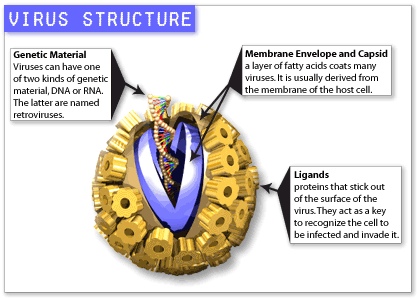 VIRUS STRUCTURE
Genetic Material
Viruses can have one
of two kinds of genetic
material, DNA or RNA.
The latter are named
retroviruses.
Membrane Envelope and Capsid
a layer of fatty acids coats many
viruses. It is usually derived from
the membrane of the host cell.
Ligands
proteins that stick out
of the surface of the
virus. They act as a key
to recognize the cell to
be infected and invade it.